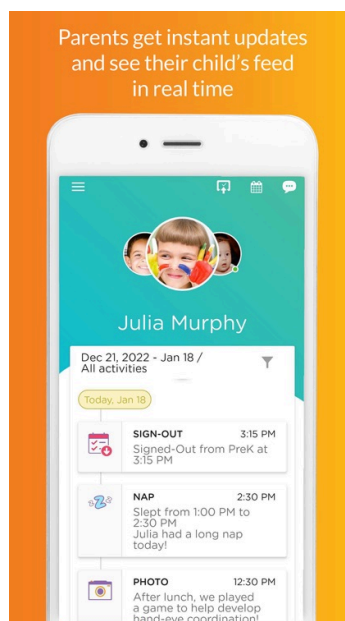 Parents get instant updates
and see their child's feed
in real time
Julia Murphy
Dec 21, 2022 - Jan 18 /
All activities
Today, Jan 18
SIGN-OUT 3:15 PM
Signed-Out from PreK at
3:15 PM
NAP 2:30 PM
Slept from 1:00 PM to
2:30 PM
Julia had a long nap
today!
PHOTO 12:30 PM
After lunch, we played
a game to help develop
hand-eye coordination!